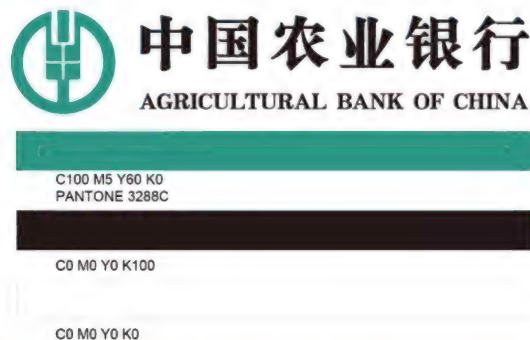 中国农业银行
AGRICULTURAL BANK OF CHINA
C100 M5 Y60 K0
PANTONE 3288C
C0 M0 Y0 K100
C0 M0 Y0 K0